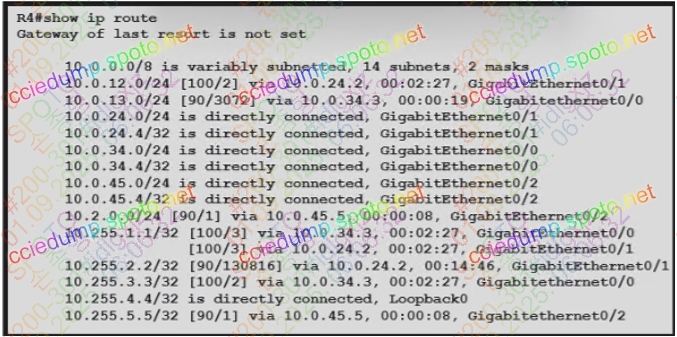 R4#show ip route
Gateway of last resort is not set
10.0.0.0/8 is variably subnetted, 14 subnets, 2 masks
10.0.12.0/24 [100/2] via 10.0.24.2, 00:02:27, GigabitEthernet0/1
10.0.13.0/24 [90/3072] via 10.0.34.3, 00:00:19, Gigabitethernet0/0
10.0.24.0/24 is directly connected, GigabitEthernet0/1
10.0.24.4/32 is directly connected, GigabitEthernet0/1
10.0.34.0/24 is directly connected, GigabitEthernet0/0
10.0.34.4/32 is directly connected, GigabitEthernet0/0
10.0.45.0/24 is directly connected, GigabitEthernet0/2
10.0.45.4/32 is directly connected, GigabitEthernet0/2
via 10.0.45.5, 00:00:08, GigabitEthernet0/2
10.255.1.1/32 [100/3] via 10.0.34.3, 00:02:27, GigabitEthernet0/0
[100/3] via 10.0.24.2, 00:02:27, GigabitEthernet0/1
10.255.2.2/32 [90/130816] via 10.0.24.2, 00:14:46, GigabitEthernet0/1
10.255.3.3/32 [100/2] via 10.0.34.3, 00:02:27, Gigabitethernet0/0
10.255.4.4/32 is directly connected, Loopback0
10.255.5.5/32 [90/1] via 10.0.45.5, 00:00:08, Gigabitethernet0/2
cciedump.spoto.net
cciedump.spoto.net
cciedump.spoto.net
cciedump.spoto.net